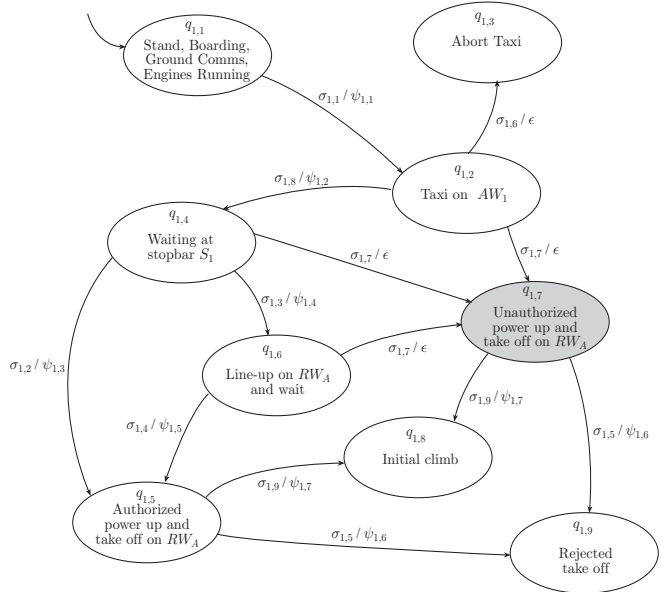 q₁,₁
Stand, Boarding,
Ground Comms,
Engines Running
q₁,₃
Abort Taxi
σ₁,₁ / ψ₁,₁
σ₁,₆ / ϵ
q₁,₂
Taxi on AW₁
σ₁,₈ / ψ₁,₂
q₁,₄
Waiting at
stopbar S₁
σ₁,₇ / ϵ
σ₁,₇ / ϵ
q₁,₇
Unauthorized
power up and
take off on RW_A
σ₁,₃ / ψ₁,₄
q₁,₆
Line-up on RW_A
and wait
σ₁,₇ / ϵ
σ₁,₂ / ψ₁,₃
σ₁,₄ / ψ₁,₅
σ₁,₉ / ψ₁,₇
σ₁,₅ / ψ₁,₆
q₁,₈
Initial climb
σ₁,₉ / ψ₁,₇
q₁,₅
Authorized
power up and
take off on RW_A
σ₁,₅ / ψ₁,₆
q₁,₉
Rejected
take off